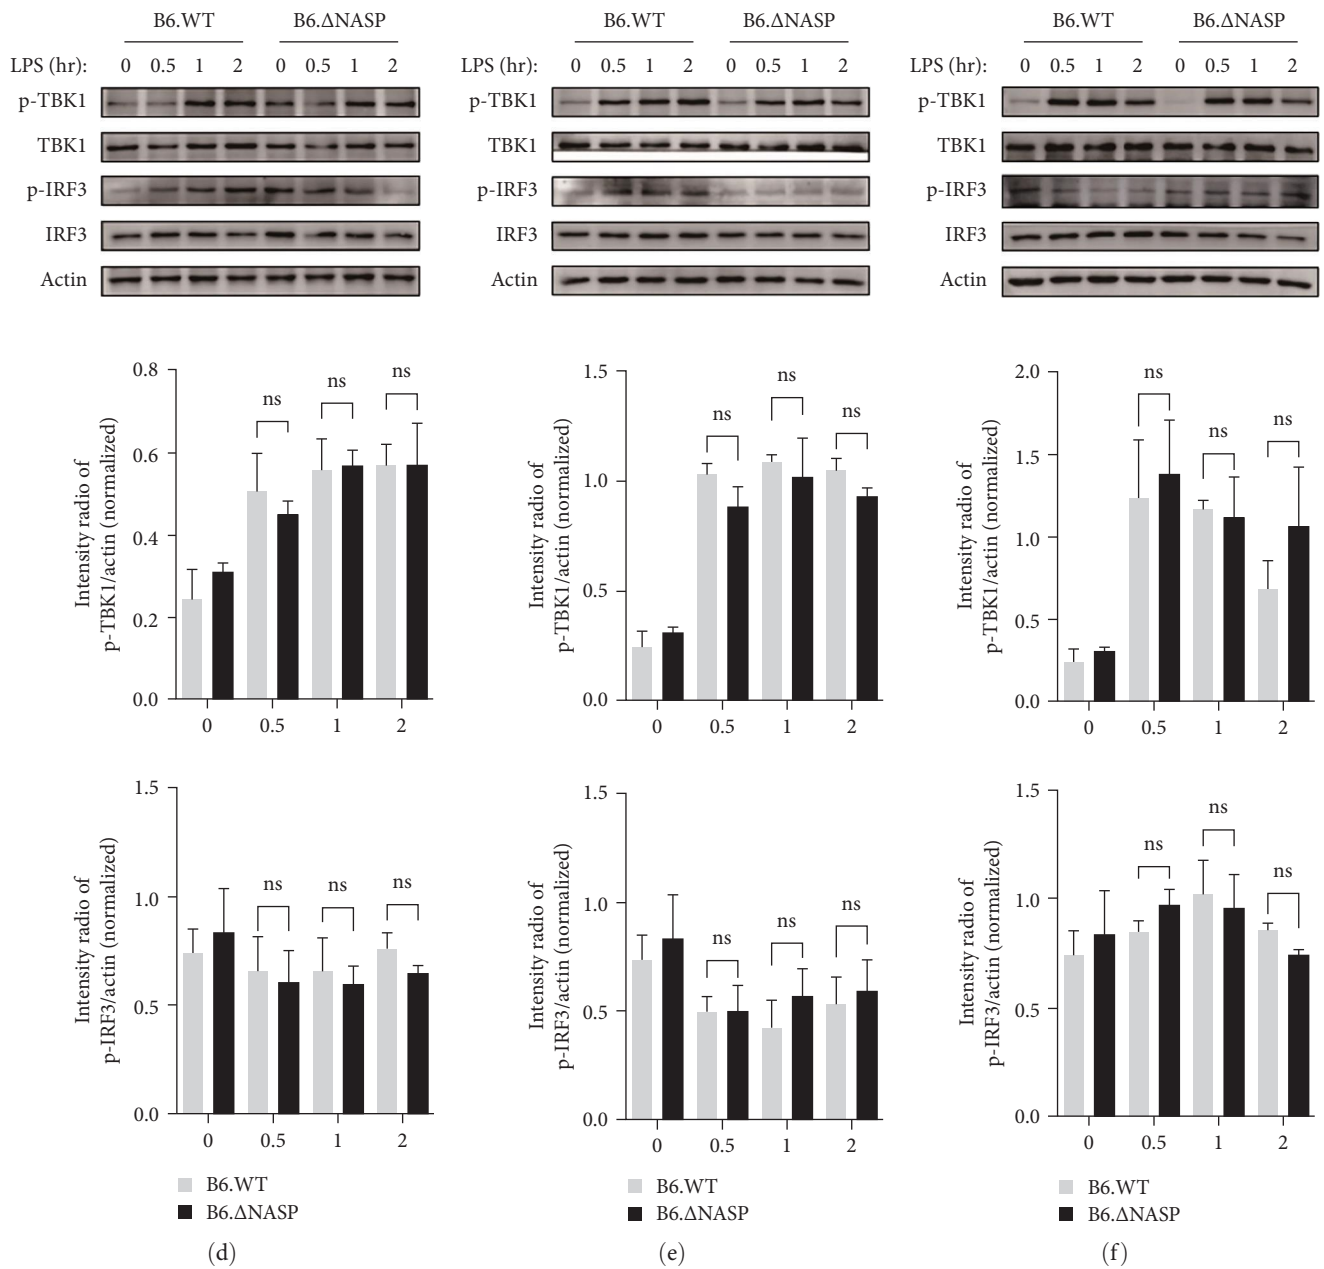 B6.WT B6.ΔNASP
LPS (hr): 0 0.5 1 2 0 0.5 1 2
p-TBK1
TBK1
p-IRF3
IRF3
Actin
0.8
0.6
0.4
0.2
0.0
Intensity radio of
p-TBK1/actin (normalized)
ns ns ns
0 0.5 1 2
1.5
1.0
0.5
0.0
Intensity radio of
p-IRF3/actin (normalized)
ns ns ns
0 0.5 1 2
B6.WT
B6.ΔNASP
(d)
B6.WT B6.ΔNASP
LPS (hr): 0 0.5 1 2 0 0.5 1 2
p-TBK1
TBK1
p-IRF3
IRF3
Actin
1.5
1.0
0.5
0.0
Intensity radio of
p-TBK1/actin (normalized)
ns ns ns
0 0.5 1 2
1.5
1.0
0.5
0.0
Intensity radio of
p-IRF3/actin (normalized)
ns ns ns
0 0.5 1 2
B6.WT
B6.ΔNASP
(e)
B6.WT B6.ΔNASP
LPS (hr): 0 0.5 1 2 0 0.5 1 2
p-TBK1
TBK1
p-IRF3
IRF3
Actin
2.0
1.5
1.0
0.5
0.0
Intensity radio of
p-TBK1/actin (normalized)
ns ns ns
0 0.5 1 2
1.5
1.0
0.5
0.0
Intensity radio of
p-IRF3/actin (normalized)
ns ns ns
0 0.5 1 2
B6.WT
B6.ΔNASP
(f)